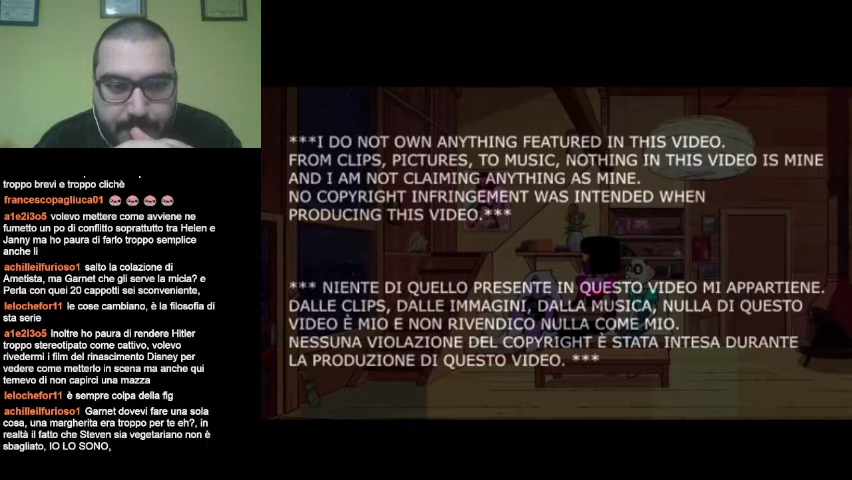 troppo brevi e troppo clichè
francescopagliuca01
a1e2i3o5 volevo mettere come avviene ne
fumetto un po di conflitto soprattutto tra Helen e
Janny ma ho paura di farlo troppo semplice
anche lì
achilleilfurioso1 salto la colazione di
Ametista, ma Garnet che gli serve la micia? e
Perla con quei 20 cappotti sei sconveniente,
lelochefor11 le cose cambiano, è la filosofia di
sta serie
a1e2i3o5 Inoltre ho paura di rendere Hitler
troppo stereotipato come cattivo, volevo
rivedermi i film del rinascimento Disney per
vedere come metterlo in scena ma anche qui
temevo di non capirci una mazza
lelochefor11 è sempre colpa della fig
achilleilfurioso1 Garnet dovevi fare una sola
cosa, una margherita era troppo per te eh?, in
realtà il fatto che Steven sia vegetariano non è
sbagliato, IO LO SONO,
***I DO NOT OWN ANYTHING FEATURED IN THIS VIDEO.
FROM CLIPS, PICTURES, TO MUSIC, NOTHING IN THIS VIDEO IS MINE
AND I AM NOT CLAIMING ANYTHING AS MINE.
NO COPYRIGHT INFRINGEMENT WAS INTENDED WHEN
PRODUCING THIS VIDEO.***
*** NIENTE DI QUELLO PRESENTE IN QUESTO VIDEO MI APPARTIENE.
DALLE CLIPS, DALLE IMMAGINI, DALLA MUSICA, NULLA DI QUESTO
VIDEO È MIO E NON RIVENDICO NULLA COME MIO.
NESSUNA VIOLAZIONE DEL COPYRIGHT È STATA INTESA DURANTE
LA PRODUZIONE DI QUESTO VIDEO. ***